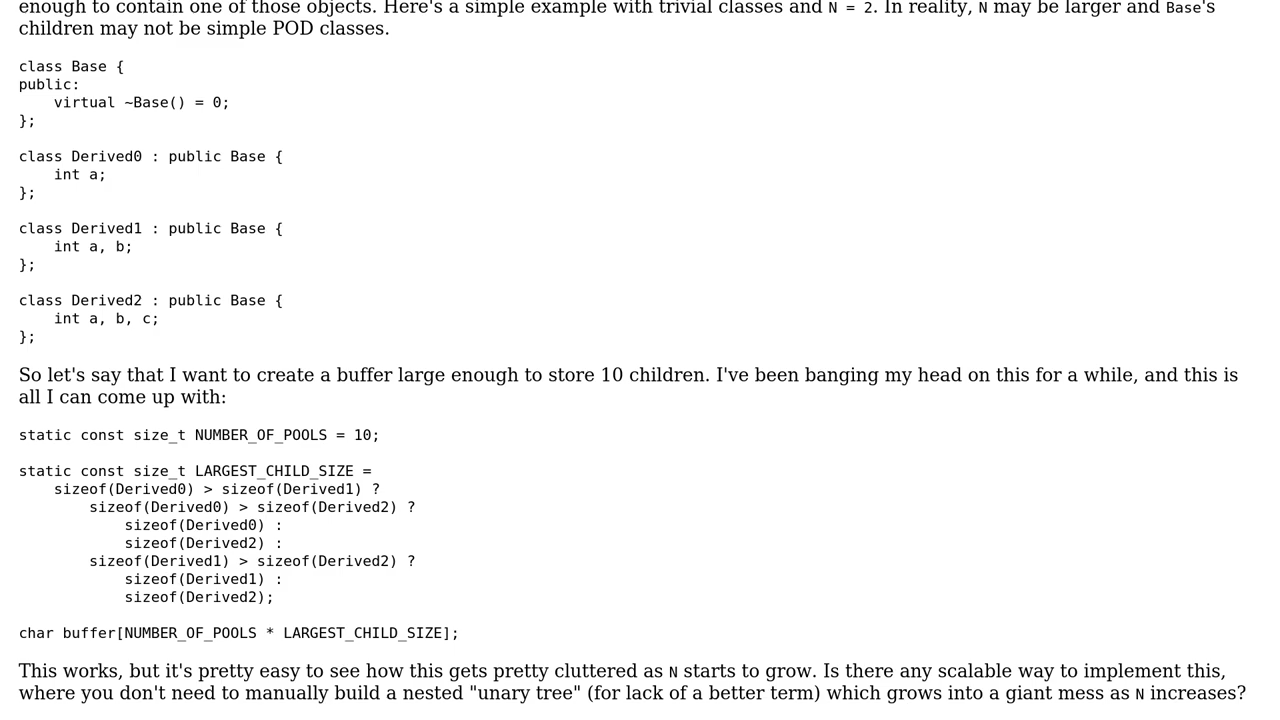 enough to contain one of those objects. Here's a simple example with trivial classes and N = 2. In reality, N may be larger and Base's
children may not be simple POD classes.
class Base {
public:
    virtual ~Base() = 0;
};
class Derived0 : public Base {
    int a;
};
class Derived1 : public Base {
    int a, b;
};
class Derived2 : public Base {
    int a, b, c;
};
So let's say that I want to create a buffer large enough to store 10 children. I've been banging my head on this for a while, and this is
all I can come up with:
static const size_t NUMBER_OF_POOLS = 10;
static const size_t LARGEST_CHILD_SIZE =
    sizeof(Derived0) > sizeof(Derived1) ?
        sizeof(Derived0) > sizeof(Derived2) ?
            sizeof(Derived0) :
            sizeof(Derived2) :
        sizeof(Derived1) > sizeof(Derived2) ?
            sizeof(Derived1) :
            sizeof(Derived2);
char buffer[NUMBER_OF_POOLS * LARGEST_CHILD_SIZE];
This works, but it's pretty easy to see how this gets pretty cluttered as N starts to grow. Is there any scalable way to implement this,
where you don't need to manually build a nested "unary tree" (for lack of a better term) which grows into a giant mess as N increases?